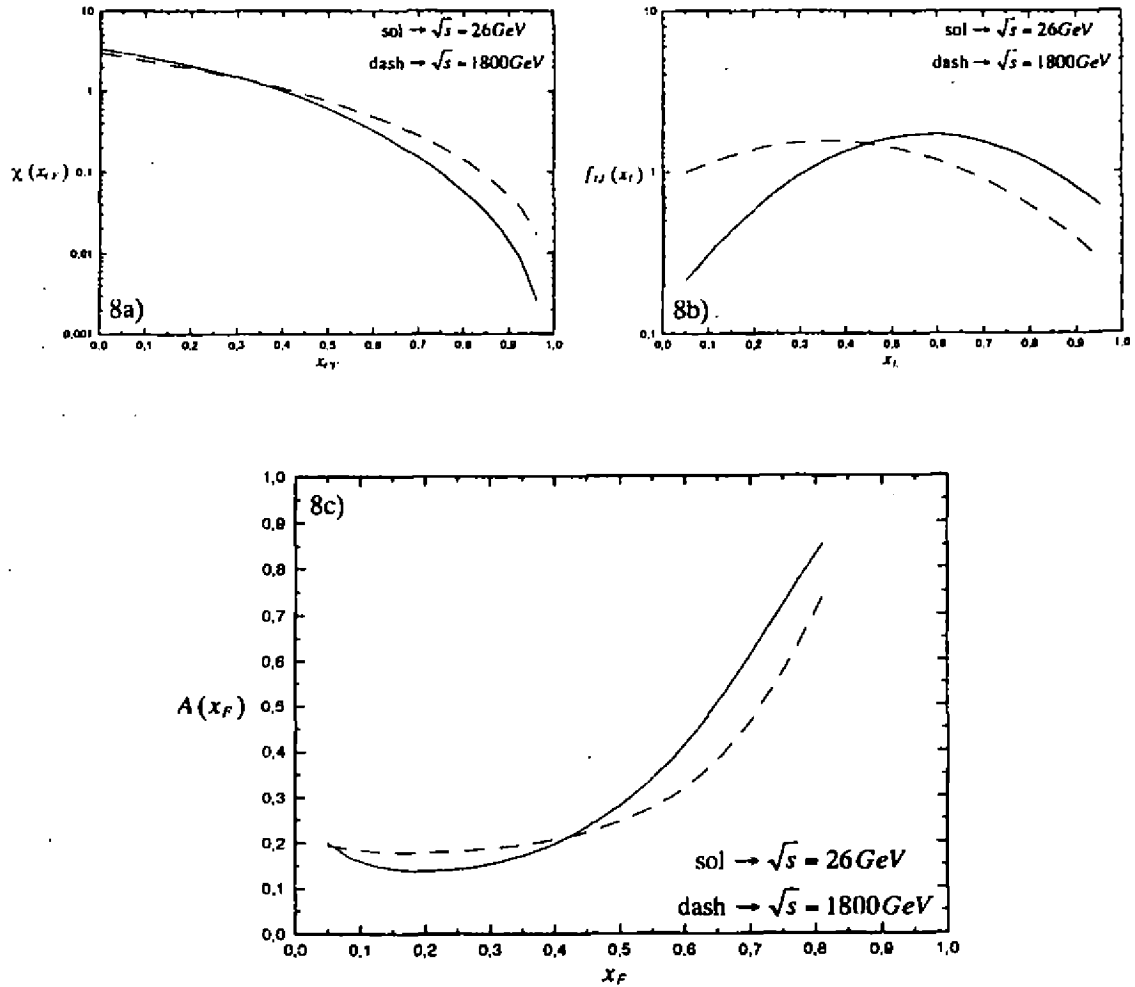 10
sol → √s = 26GeV
dash → √s = 1800GeV
1
χ(x
0.1
0,01
0,001
8a)
0.0 0,1 0,2 0,3 0.4 0.5 0.6 0.7 0.8 0.9 1.0
10
sol → √s = 26GeV
dash → √s = 1800GeV
1
0.1
8b)
0.0 0.1 0.2 0.3 0.4 0.5 0.6 0.7 0.8 0.9 1.0
8c)
1,0
0,9
0,8
0,7
0,6
A(x_F) 0,5
0,4
0,3
0,2
0,1
0,0
sol → √s = 26GeV
dash → √s = 1800GeV
0,0 0,1 0,2 0,3 0,4 0,5 0,6 0,7 0,8 0,9 1,0
x_F